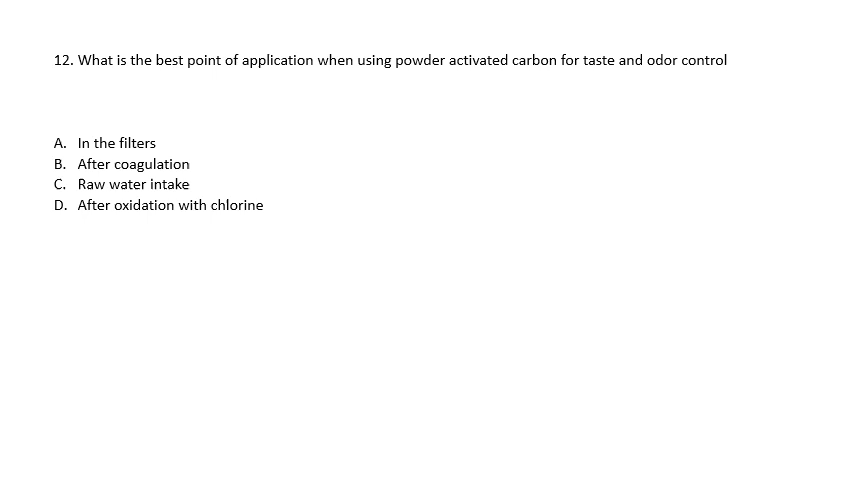 12. What is the best point of application when using powder activated carbon for taste and odor control
A. In the filters
B. After coagulation
C. Raw water intake
D. After oxidation with chlorine